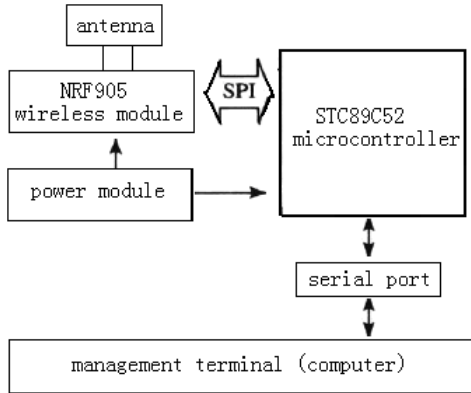 antenna
NRF905
wireless module
SPI
STC89C52
microcontroller
power module
serial port
management terminal (computer)